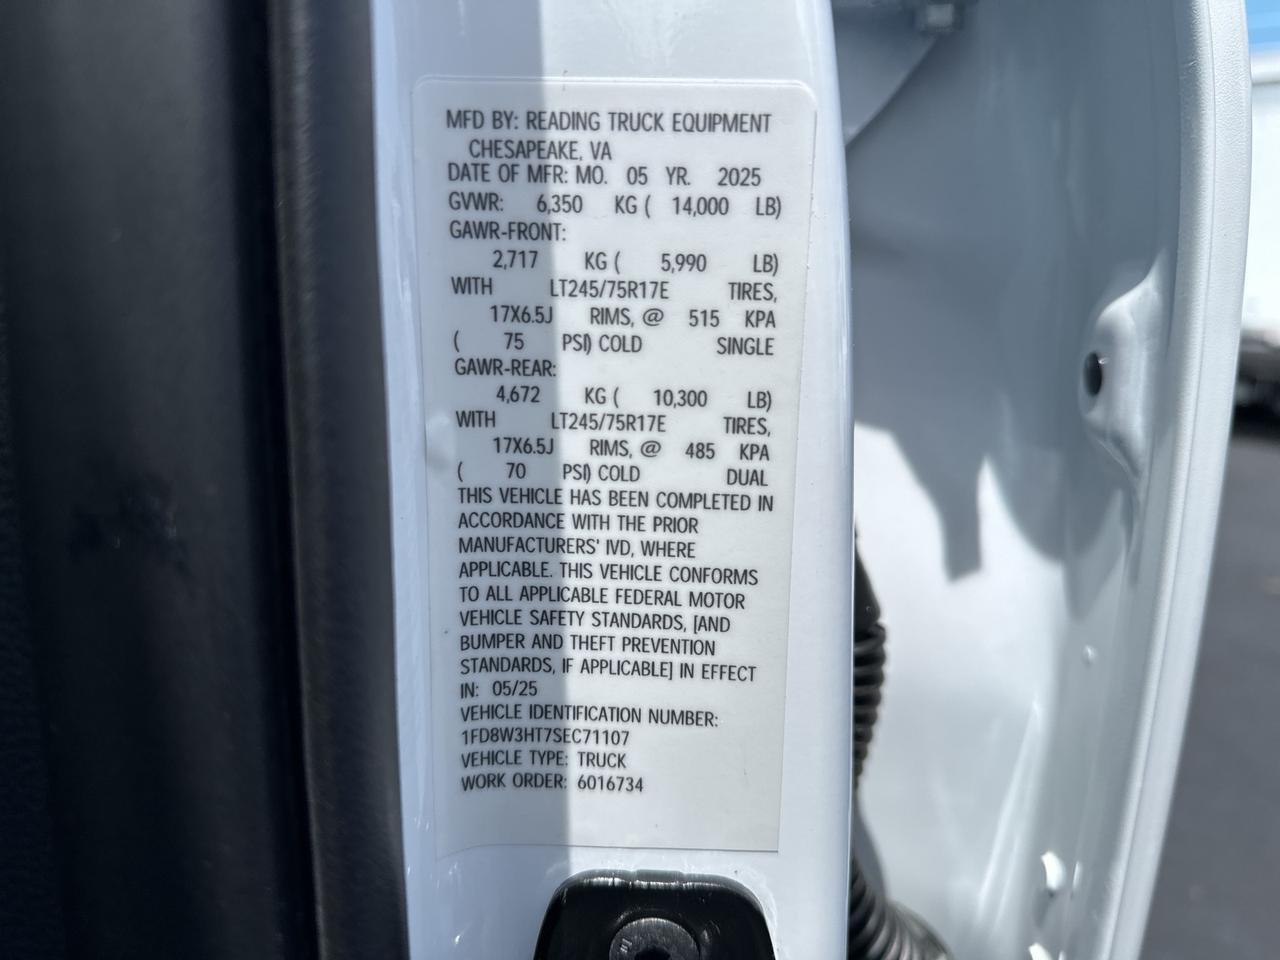 MFD BY: READING TRUCK EQUIPMENT
CHESAPEAKE, VA
DATE OF MFR: MO. 05 YR. 2025
GVWR: 6,350 KG ( 14,000 LB)
GAWR-FRONT:
2,717 KG ( 5,990 LB)
WITH LT245/75R17E TIRES,
17X6.5J RIMS, @ 515 KPA
( 75 PSI) COLD SINGLE
GAWR-REAR:
4,672 KG ( 10,300 LB)
WITH LT245/75R17E TIRES,
17X6.5J RIMS, @ 485 KPA
( 70 PSI) COLD DUAL
THIS VEHICLE HAS BEEN COMPLETED IN
ACCORDANCE WITH THE PRIOR
MANUFACTURERS' IVD, WHERE
APPLICABLE. THIS VEHICLE CONFORMS
TO ALL APPLICABLE FEDERAL MOTOR
VEHICLE SAFETY STANDARDS, [AND
BUMPER AND THEFT PREVENTION
STANDARDS, IF APPLICABLE] IN EFFECT
IN: 05/25
VEHICLE IDENTIFICATION NUMBER:
1FD8W3HT7SEC71107
VEHICLE TYPE: TRUCK
WORK ORDER: 6016734